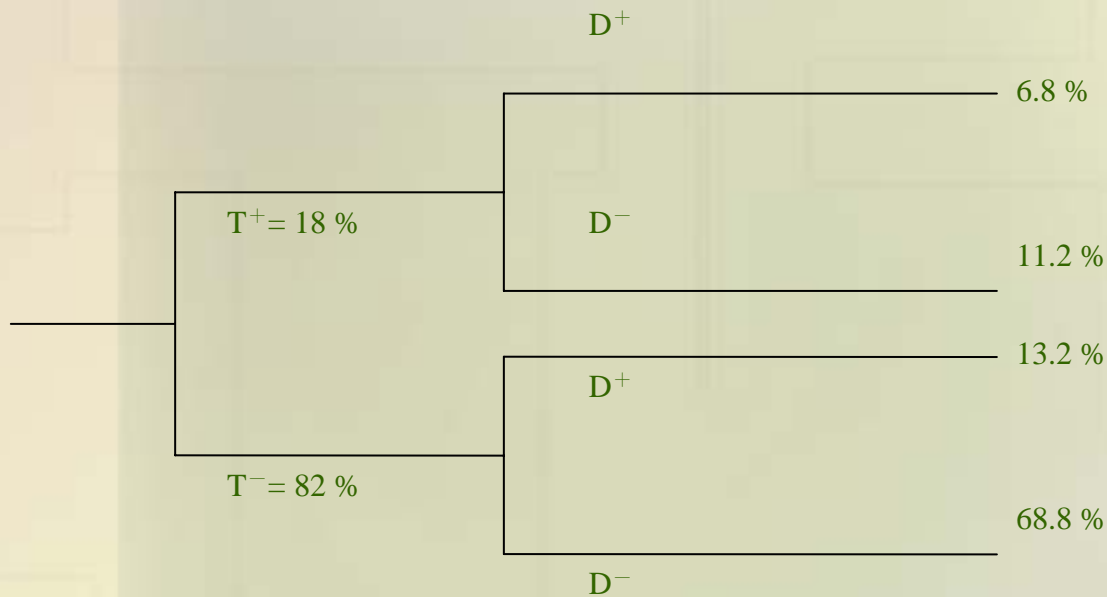 D⁺
6.8 %
T⁺= 18 %
D⁻
11.2 %
13.2 %
D⁺
T⁻= 82 %
68.8 %
D⁻